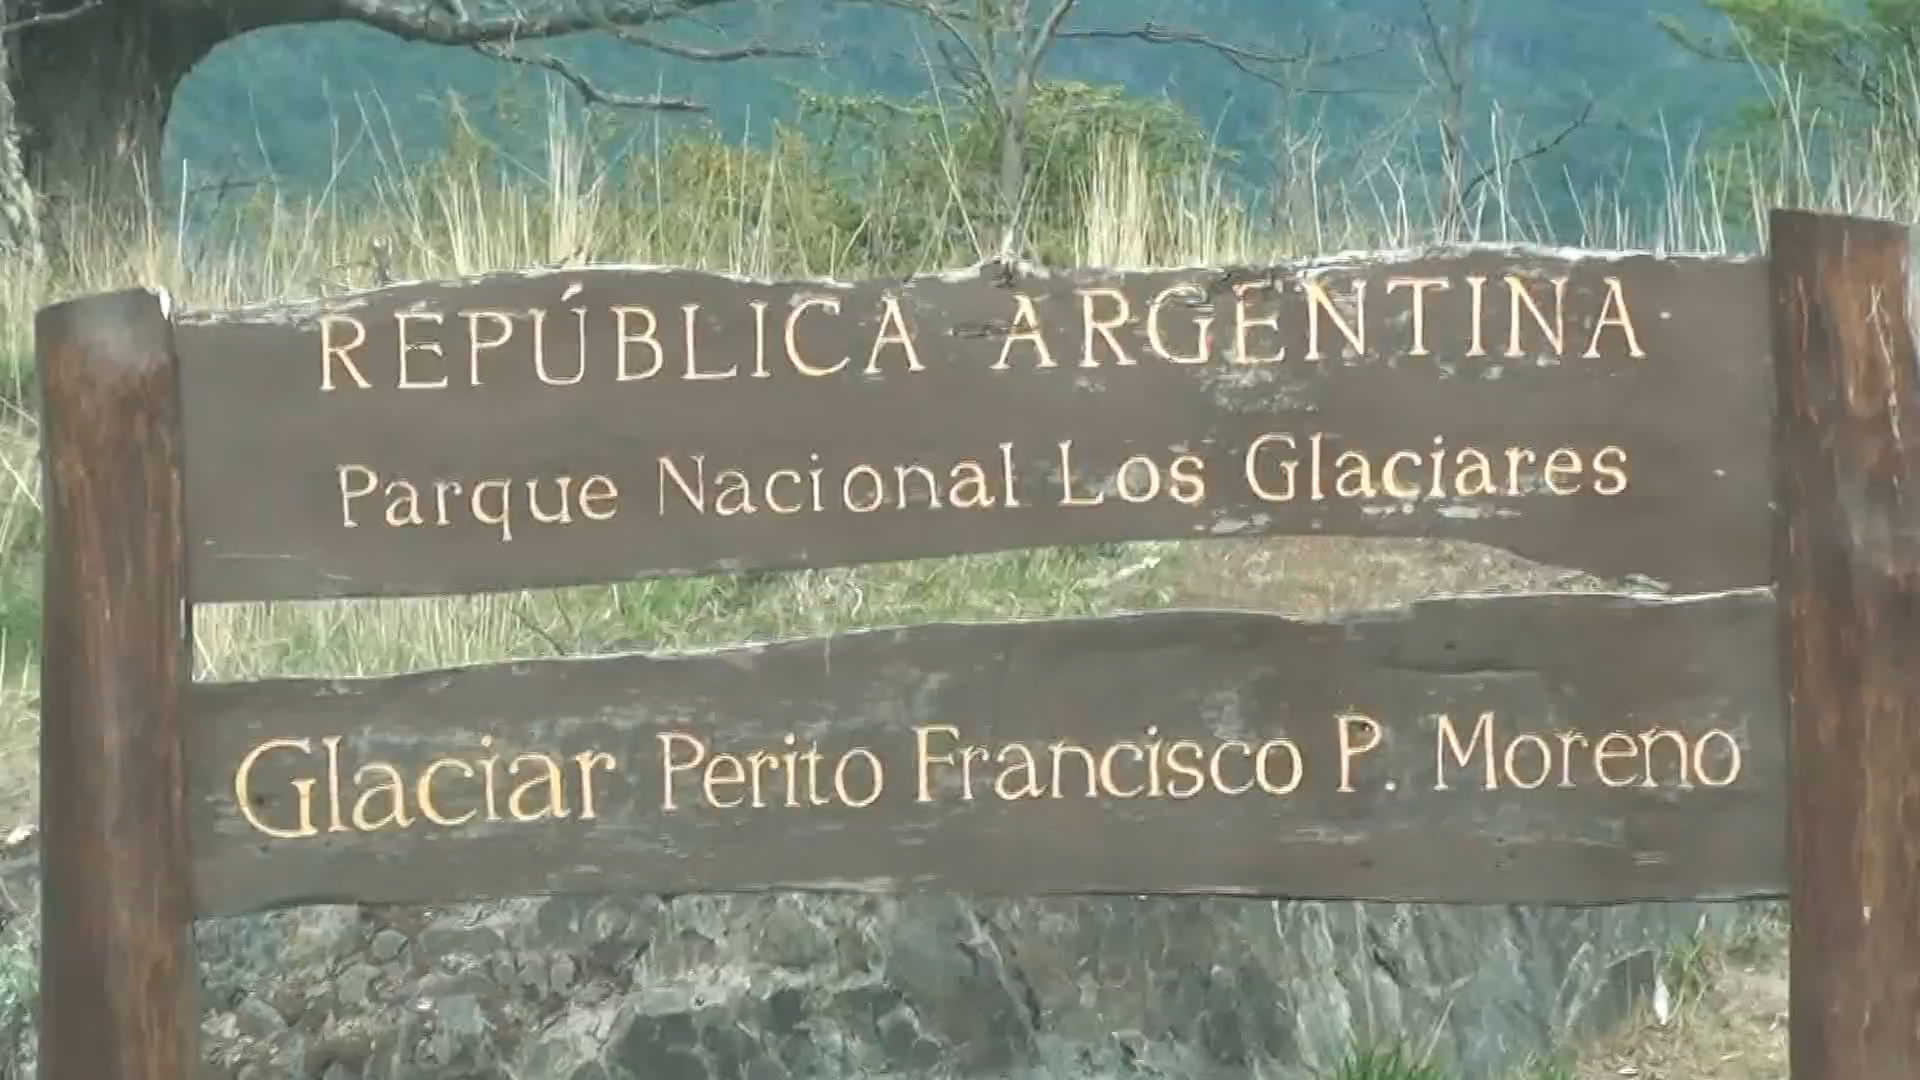 REPÚBLICA ARGENTINA
Parque Nacional Los Glaciares
Glaciar Perito Francisco P. Moreno